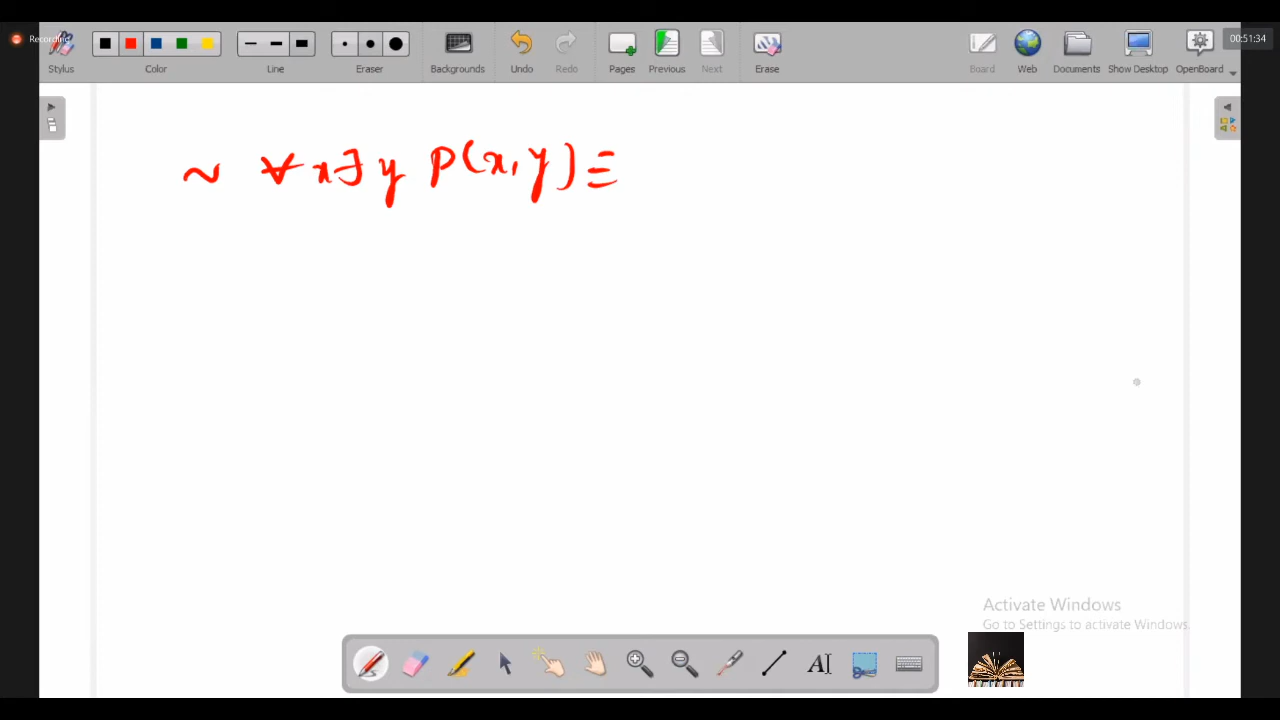 Recording
00:51:34
Stylus Color Line Eraser Backgrounds Undo Redo Pages Previous Next Erase Board Web Documents Show Desktop OpenBoard
~ ∀x∃y P(x,y) ≡
Activate Windows
Go to Settings to activate Windows.
AI